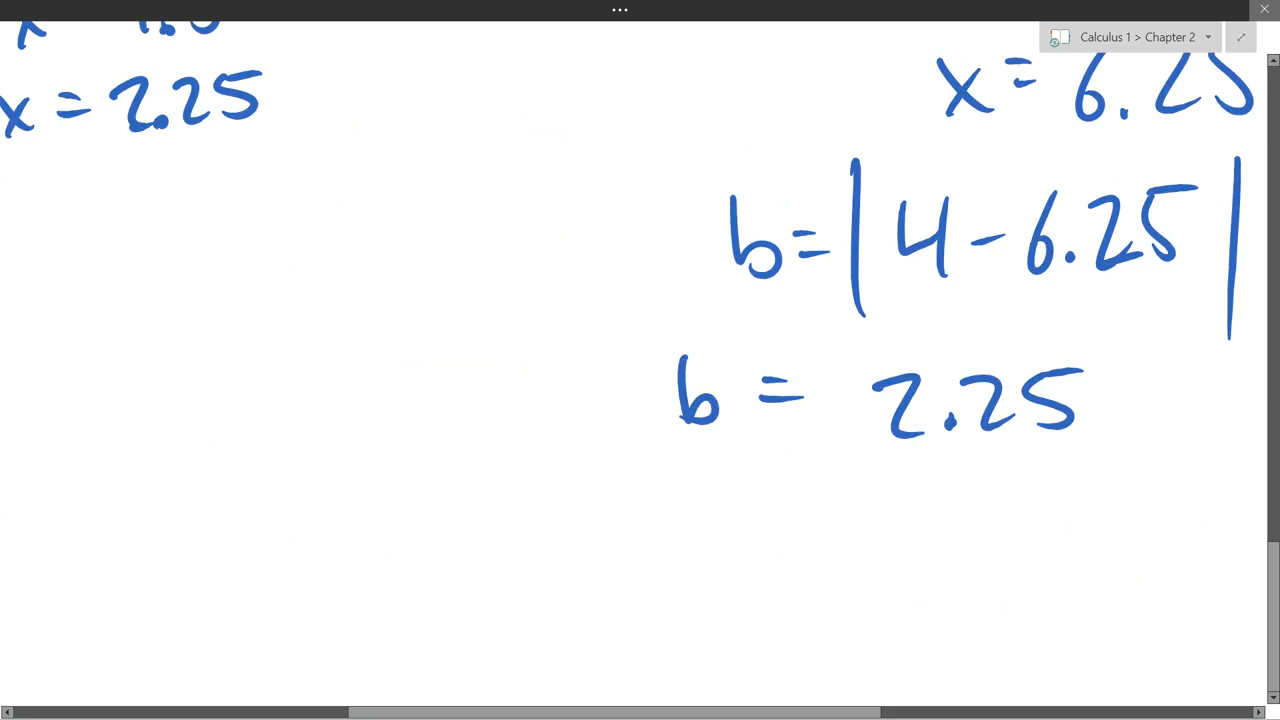 Calculus 1 > Chapter 2
x = 2.25
x = 6.25
b = | 4 - 6.25 |
b = 2.25